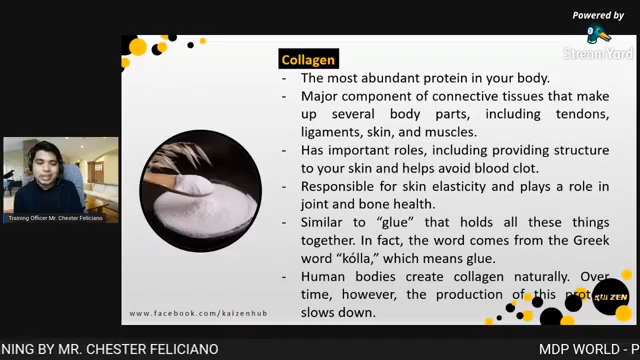 Powered by
StreamYard
Collagen
- The most abundant protein in your body.
- Major component of connective tissues that make
up several body parts, including tendons,
ligaments, skin, and muscles.
- Has important roles, including providing structure
to your skin and helps avoid blood clot.
- Responsible for skin elasticity and plays a role in
joint and bone health.
- Similar to “glue” that holds all these things
together. In fact, the word comes from the Greek
word “kólla,” which means glue.
- Human bodies create collagen naturally. Over
time, however, the production of this
slows down.
Training Officer Mr. Chester Feliciano
www.facebook.com/kaizenhub
NING BY MR. CHESTER FELICIANO
MDP WORLD - P